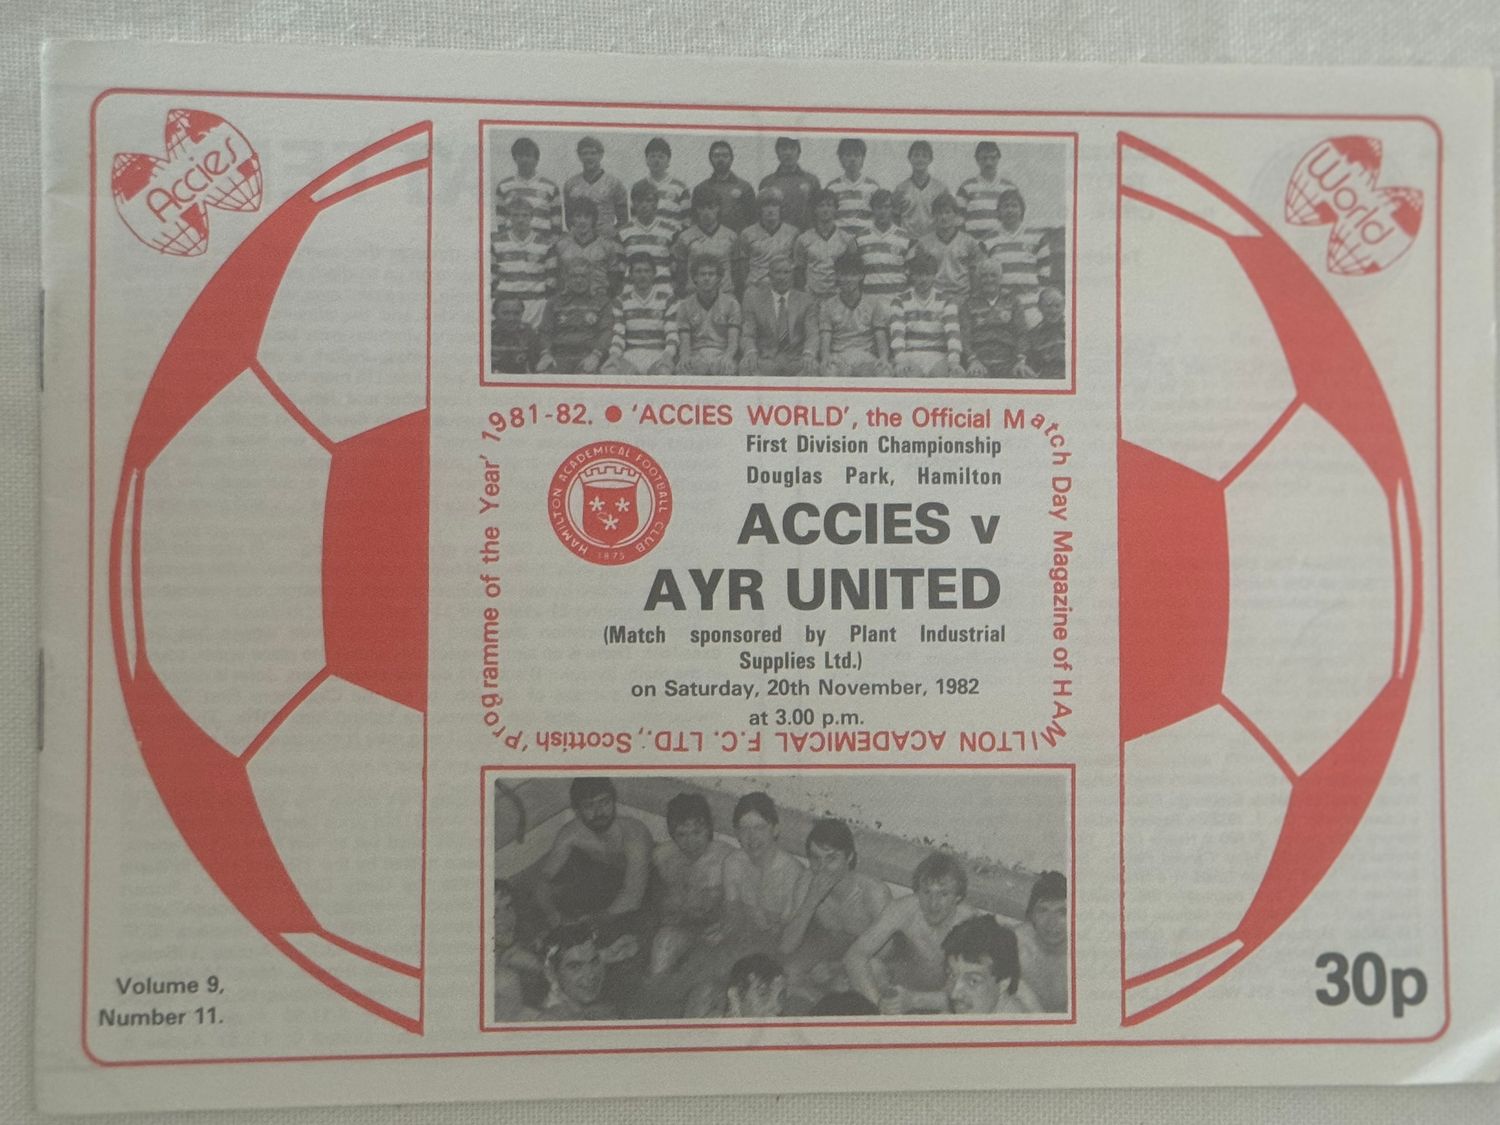 Accies
World
1981-82. ● 'ACCIES WORLD', the Official Match Day Magazine of HAMILTON ACADEMICAL F.C. LTD., Scottish 'Programme of the Year'
HAMILTON ACADEMICAL FOOTBALL CLUB
1875
First Division Championship
Douglas Park, Hamilton
ACCIES v
AYR UNITED
(Match sponsored by Plant Industrial
Supplies Ltd.)
on Saturday, 20th November, 1982
at 3.00 p.m.
Volume 9,
Number 11.
30p